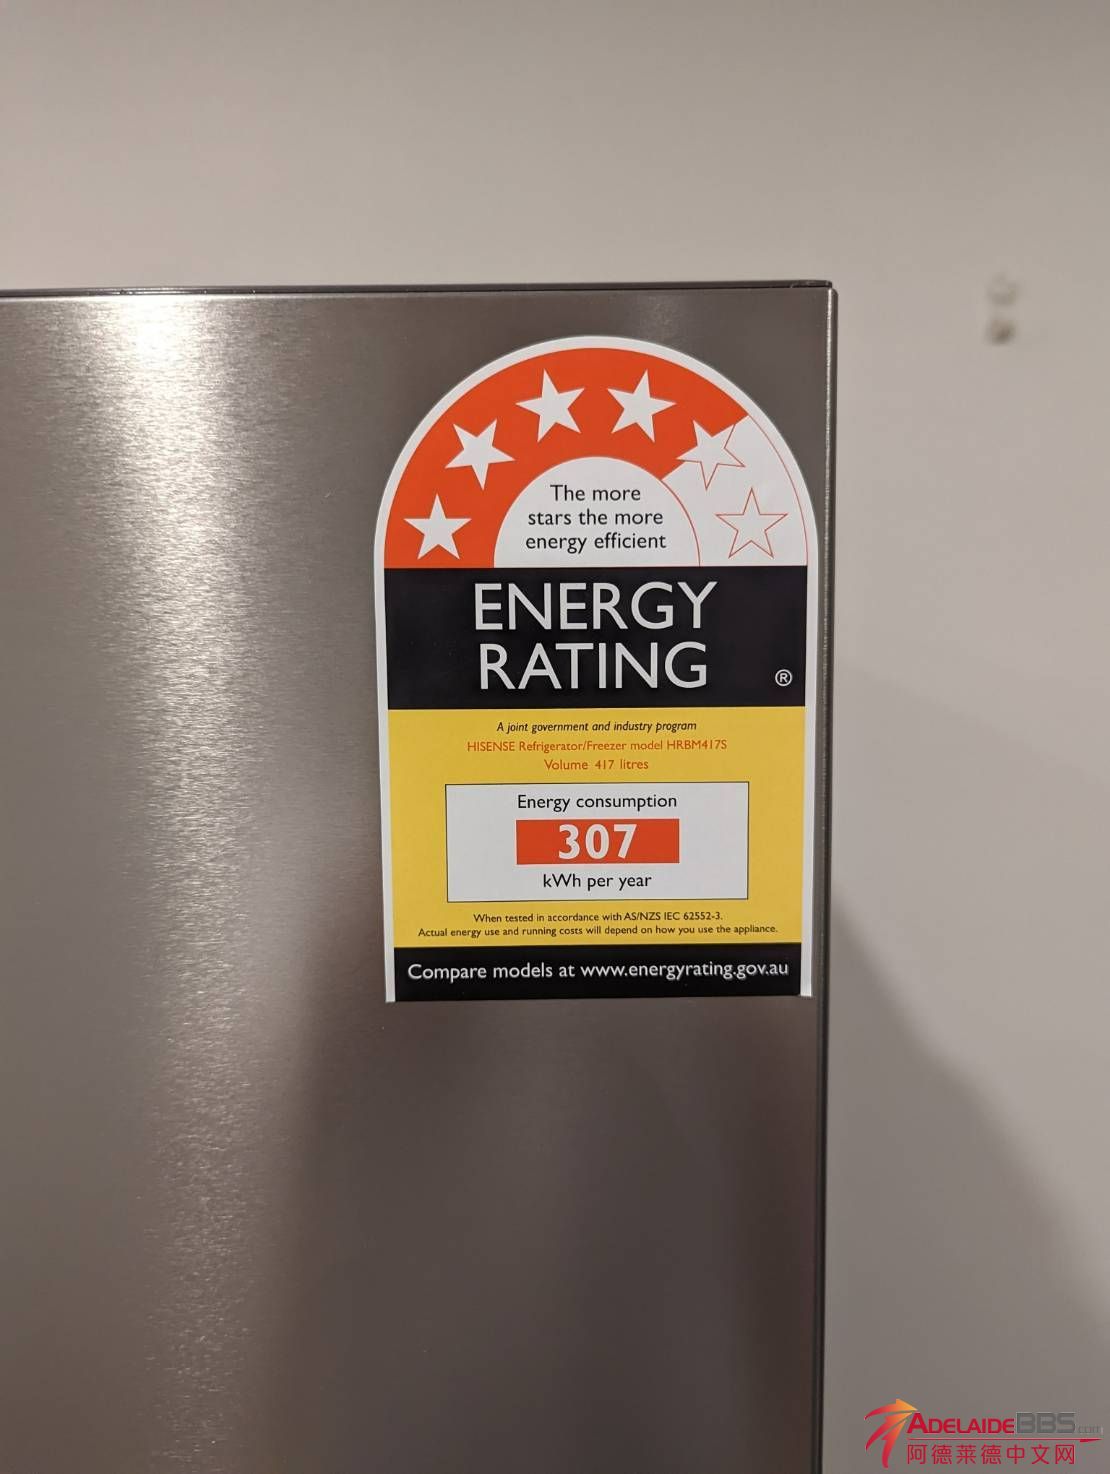 The more
stars the more
energy efficient
ENERGY
RATING
®
A joint government and industry program
HISENSE Refrigerator/Freezer model HRBM417S
Volume 417 litres
Energy consumption
307
kWh per year
When tested in accordance with AS/NZS IEC 62552-3.
Actual energy use and running costs will depend on how you use the appliance.
Compare models at www.energyrating.gov.au
ADELAIDEBBS.com
阿德莱德中文网